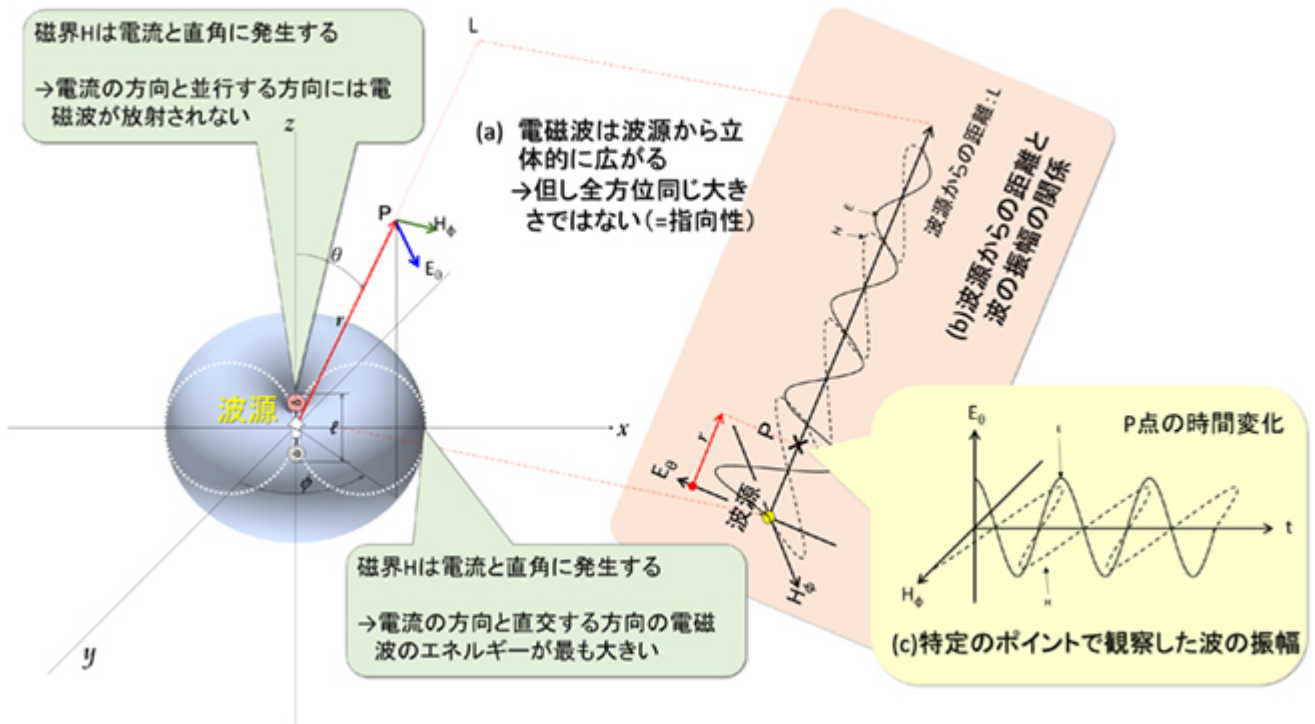 磁界Hは電流と直角に発生する
→電流の方向と並行する方向には電
磁波が放射されない
z
L
(a) 電磁波は波源から立
体的に広がる
→但し全方位同じ大き
さではない(=指向性)
P
HΦ
Eθ
θ
r
波源
ℓ
x
ϕ
y
磁界Hは電流と直角に発生する
→電流の方向と直交する方向の電磁
波のエネルギーが最も大きい
波源からの距離:L
(b)波源からの距離と
波の振幅の関係
E
H
r
P
Eθ
波源
HΦ
Eθ
P点の時間変化
E
t
HΦ
H
(c)特定のポイントで観察した波の振幅